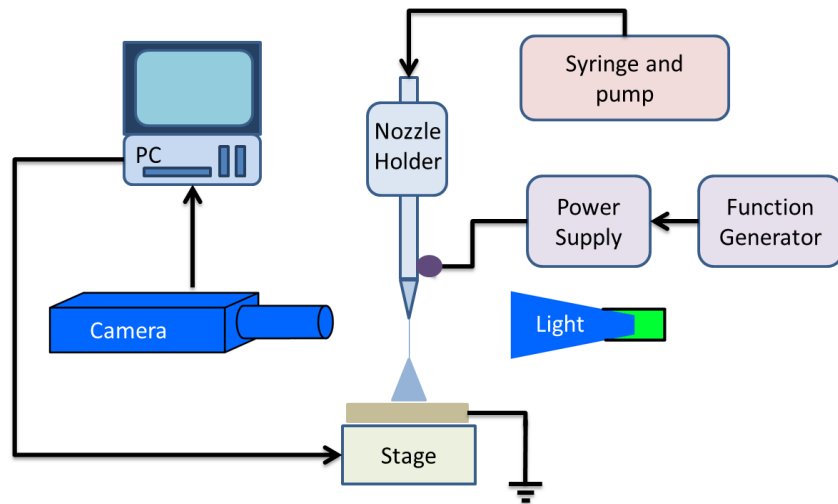 Syringe and
pump
PC
Nozzle
Holder
Power
Supply
Function
Generator
Camera
Light
Stage